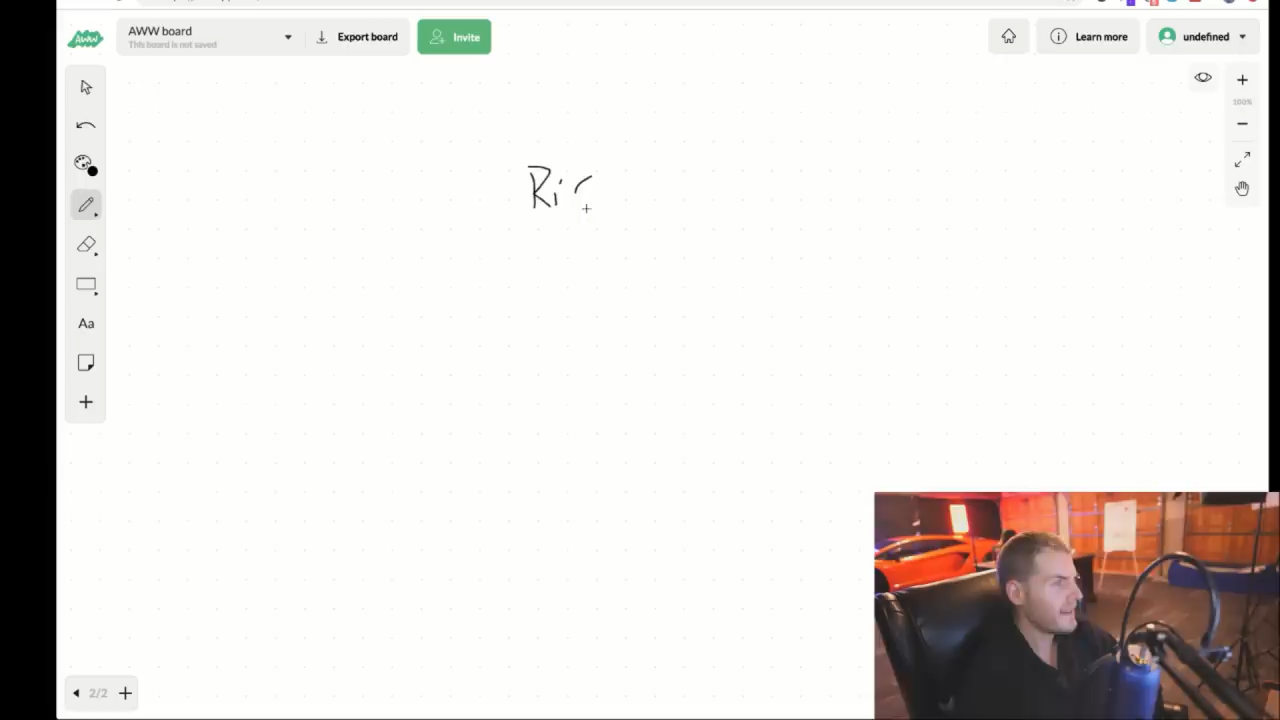 AWW board
This board is not saved
Export board
Invite
Learn more
undefined
100%
Ri
Aa
2/2